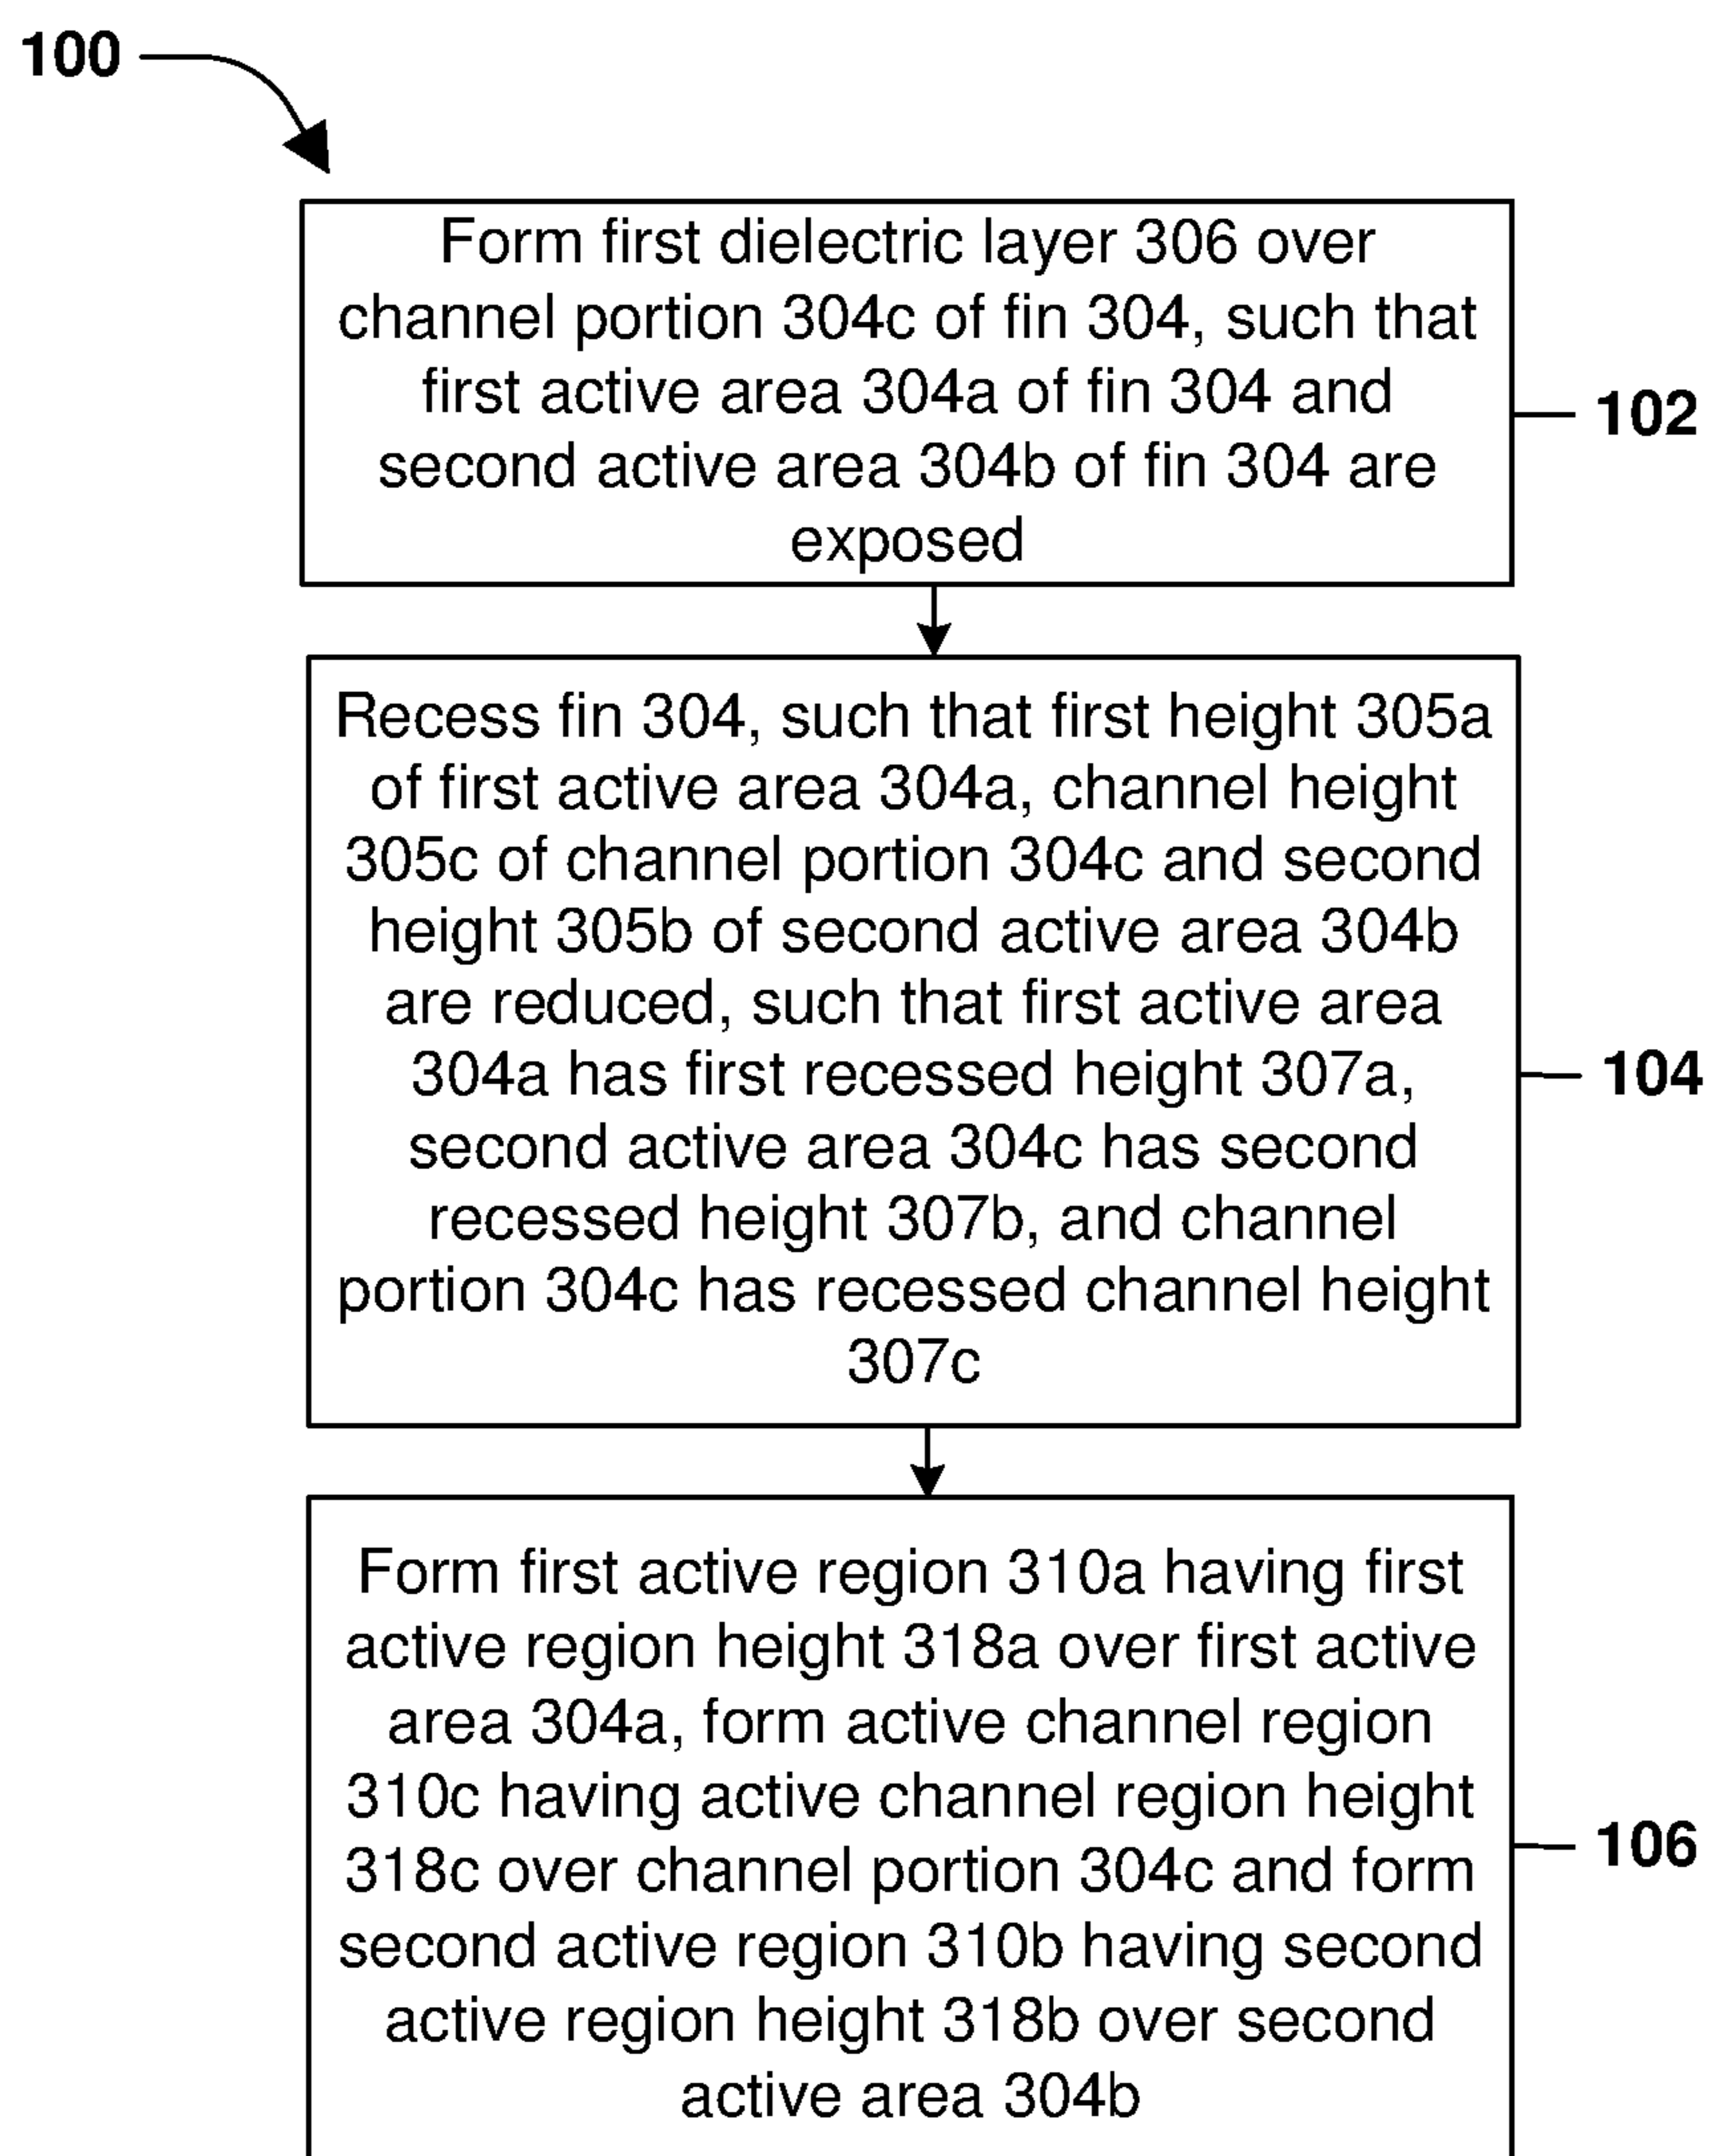 100
Form first dielectric layer 306 over
channel portion 304c of fin 304, such that
first active area 304a of fin 304 and
second active area 304b of fin 304 are
exposed
102
Recess fin 304, such that first height 305a
of first active area 304a, channel height
305c of channel portion 304c and second
height 305b of second active area 304b
are reduced, such that first active area
304a has first recessed height 307a,
second active area 304c has second
recessed height 307b, and channel
portion 304c has recessed channel height
307c
104
Form first active region 310a having first
active region height 318a over first active
area 304a, form active channel region
310c having active channel region height
318c over channel portion 304c and form
second active region 310b having second
active region height 318b over second
active area 304b
106